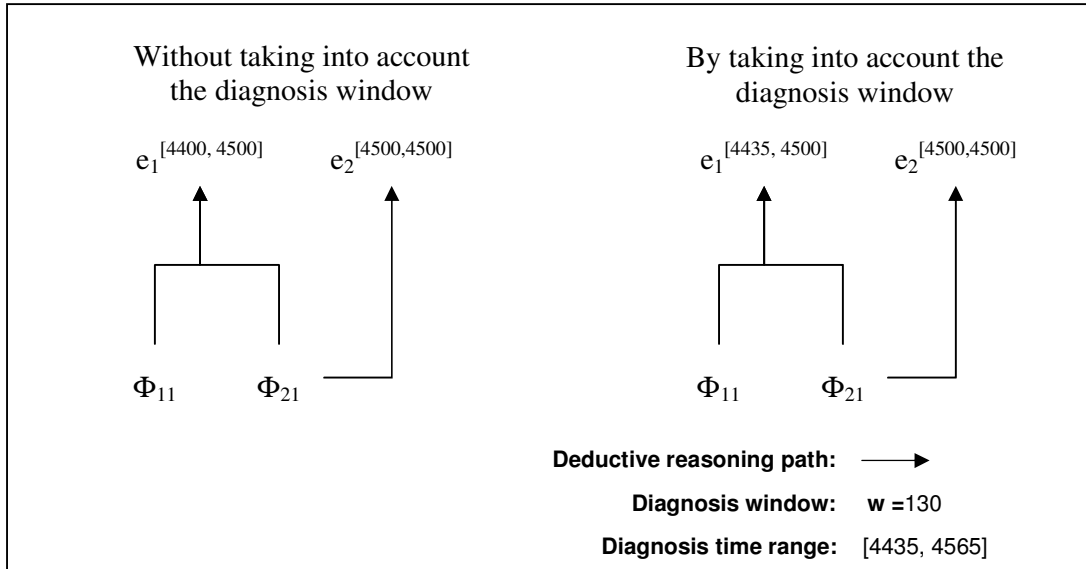 Without taking into account
the diagnosis window
e₁[4400, 4500] e₂[4500,4500]
Φ₁₁ Φ₂₁
By taking into account the
diagnosis window
e₁[4435, 4500] e₂[4500,4500]
Φ₁₁ Φ₂₁
Deductive reasoning path:
Diagnosis window: w =130
Diagnosis time range: [4435, 4565]